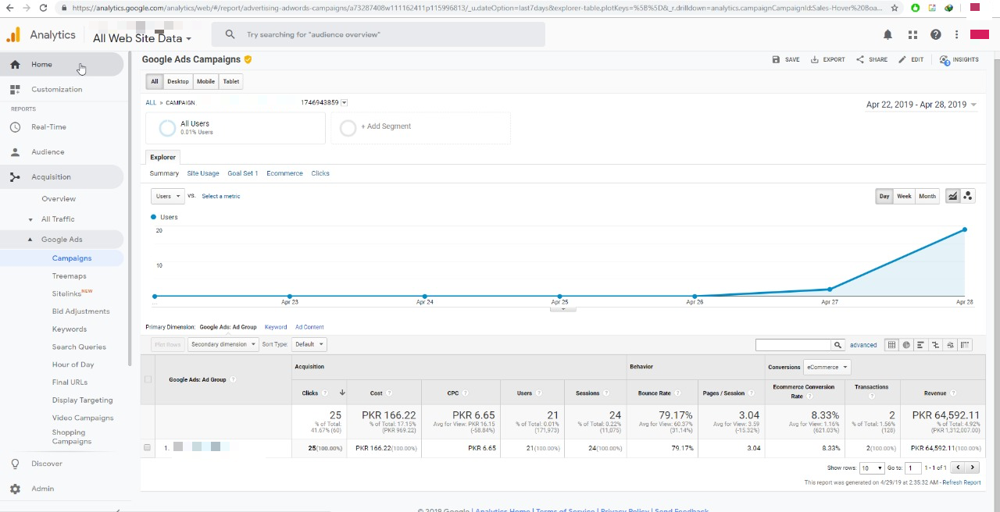 https://analytics.google.com/analytics/web/#/report/advertising-adwords-campaigns/a73287408w111162411p115996813/_u.dateOption=last7days&explorer-table.plotKeys=%5B%5D&_r.drilldown=analytics.campaignCampaignId:Sales-Hover%20Boa...
Analytics
All Web Site Data
Try searching for "audience overview"
Home
Customization
REPORTS
Real-Time
Audience
Acquisition
Overview
All Traffic
Google Ads
Campaigns
Treemaps
Sitelinks NEW
Bid Adjustments
Keywords
Search Queries
Hour of Day
Final URLs
Display Targeting
Video Campaigns
Shopping
Campaigns
Discover
Admin
Google Ads Campaigns
SAVE EXPORT SHARE EDIT INSIGHTS
All Desktop Mobile Tablet
ALL » CAMPAIGN: 1746943859
Apr 22, 2019 - Apr 28, 2019
All Users
0.01% Users
+ Add Segment
Explorer
Summary Site Usage Goal Set 1 Ecommerce Clicks
Users VS. Select a metric
Day Week Month
Users
20
10
... Apr 23 Apr 24 Apr 25 Apr 26 Apr 27 Apr 28
Primary Dimension: Google Ads: Ad Group Keyword Ad Content
Plot Rows Secondary dimension Sort Type: Default
advanced
Google Ads: Ad Group
Acquisition Behavior Conversions eCommerce
Clicks Cost CPC Users Sessions Bounce Rate Pages / Session Ecommerce Conversion Rate Transactions Revenue
25 PKR 166.22 PKR 6.65 21 24 79.17% 3.04 8.33% 2 PKR 64,592.11
% of Total: % of Total: 17.15% Avg for View: PKR 16.15 % of Total: 0.01% % of Total: 0.22% Avg for View: 60.37% Avg for View: 3.59 Avg for View: 1.16% % of Total: 1.56% % of Total: 4.92%
41.67% (60) (PKR 969.22) (-58.84%) (171,973) (11,075) (31.14%) (-15.32%) (621.03%) (128) (PKR 1,312,007.00)
1. 25(100.00%) PKR 166.22(100.00%) PKR 6.65 21(100.00%) 24(100.00%) 79.17% 3.04 8.33% 2(100.00%) PKR 64,592.11(100.00%)
Show rows: 10 Go to: 1 1 - 1 of 1
This report was generated on 4/29/19 at 2:35:32 AM - Refresh Report
Google | Analytics Home | Terms of Service | Privacy Policy | Send Feedback